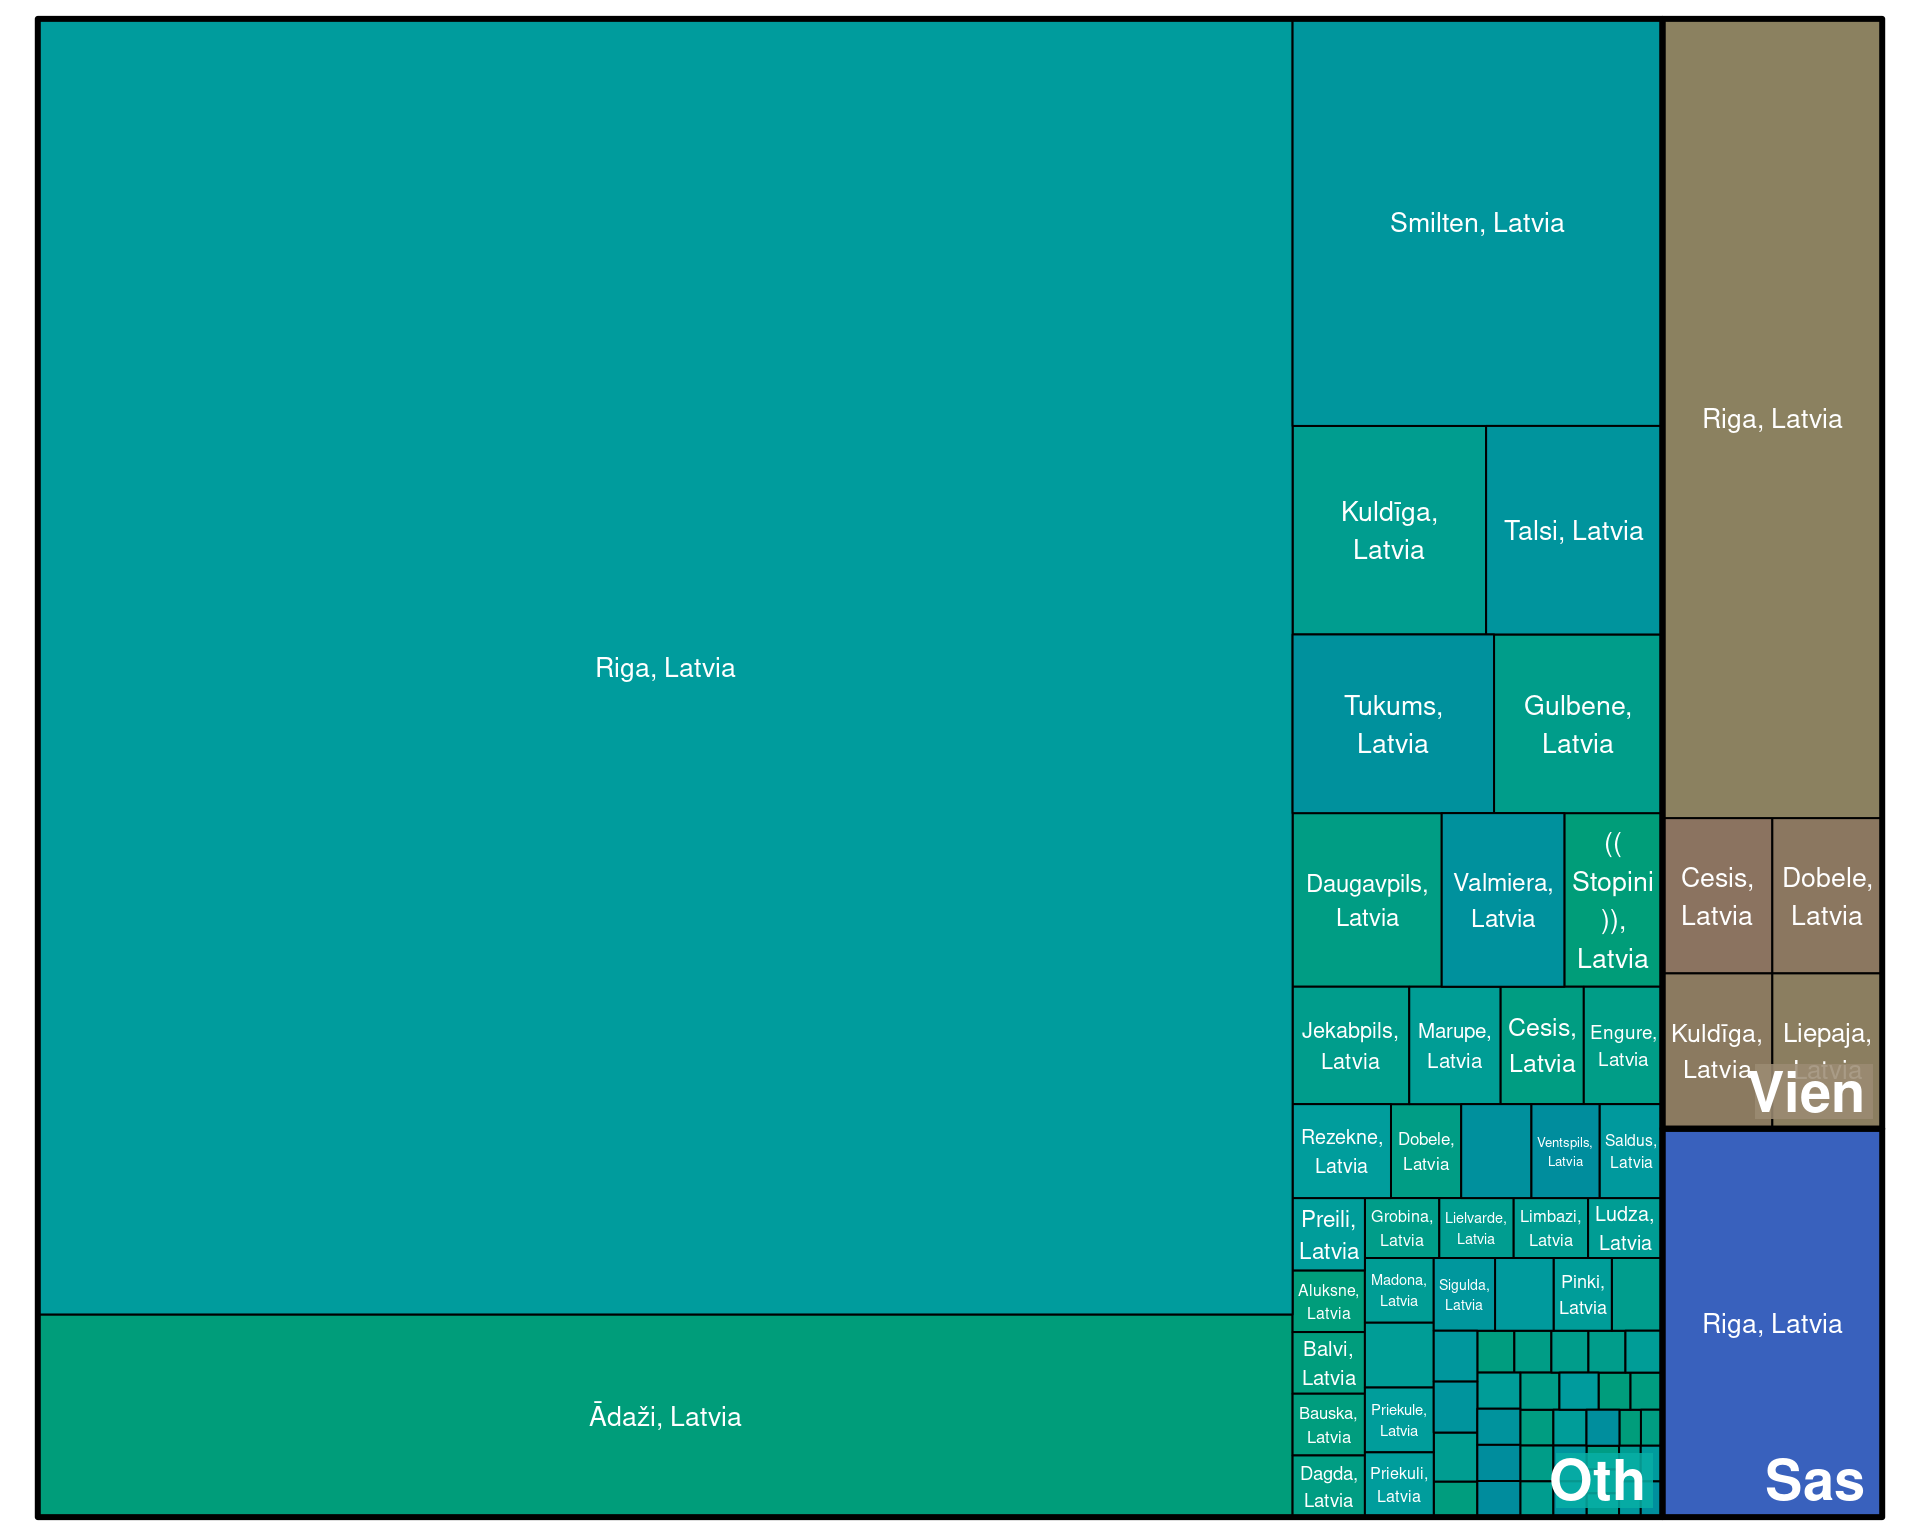 Riga, Latvia
Ādaži, Latvia
Smilten, Latvia
Kuldīga,
Latvia
Talsi, Latvia
Tukums,
Latvia
Gulbene,
Latvia
Daugavpils,
Latvia
Valmiera,
Latvia
((
Stopini
)),
Latvia
Jekabpils,
Latvia
Marupe,
Latvia
Cesis,
Latvia
Engure,
Latvia
Rezekne,
Latvia
Dobele,
Latvia
Ventspils,
Latvia
Saldus,
Latvia
Preili,
Latvia
Grobina,
Latvia
Lielvarde,
Latvia
Limbazi,
Latvia
Ludza,
Latvia
Aluksne,
Latvia
Madona,
Latvia
Sigulda,
Latvia
Pinki,
Latvia
Balvi,
Latvia
Bauska,
Latvia
Priekule,
Latvia
Dagda,
Latvia
Priekuli,
Latvia
Oth
Riga, Latvia
Cesis,
Latvia
Dobele,
Latvia
Kuldīga,
Latvia
Liepaja,
Latvia
Vien
Riga, Latvia
Sas